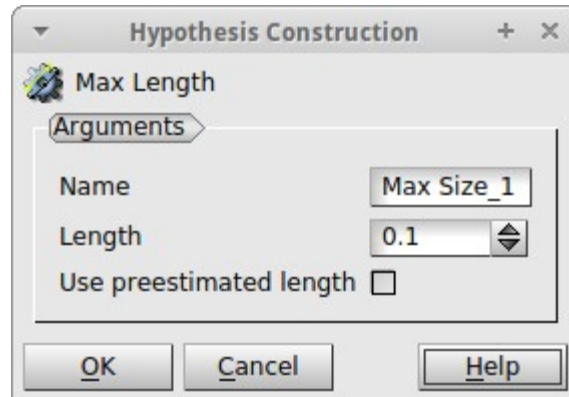 Hypothesis Construction
Max Length
Arguments
Name Max Size_1
Length 0.1
Use preestimated length
OK Cancel Help